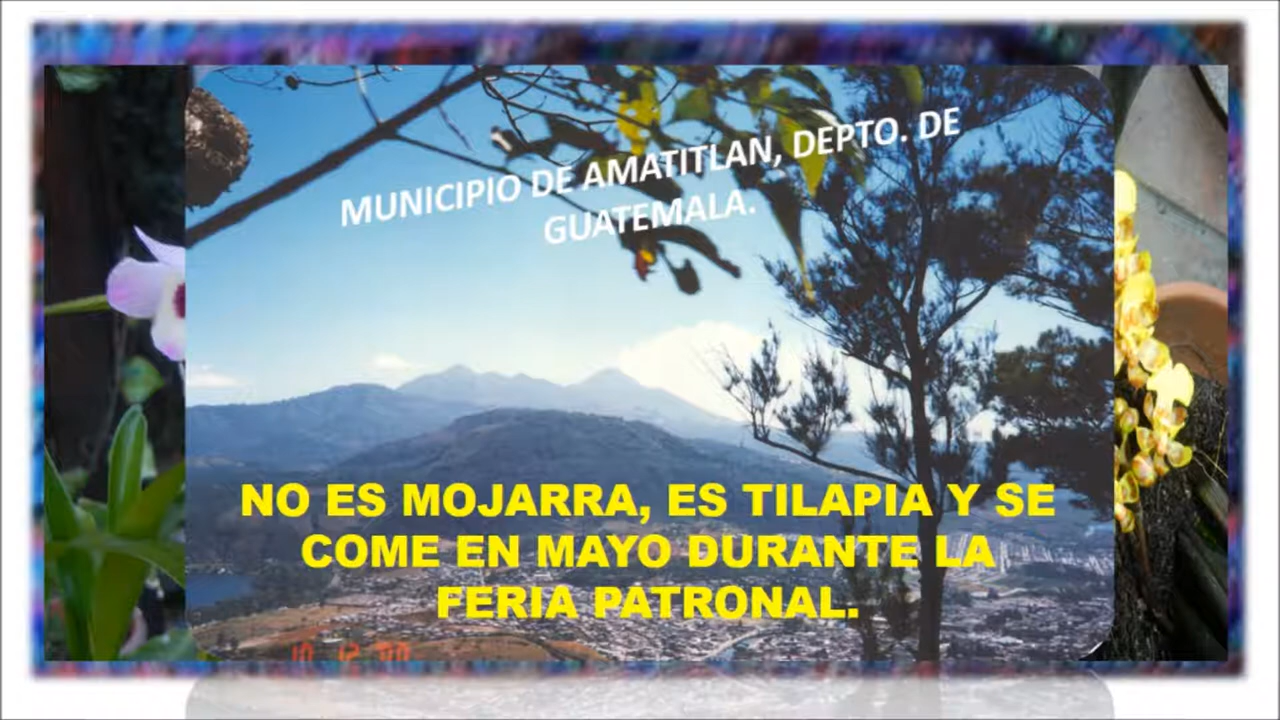 MUNICIPIO DE AMATITLAN, DEPTO. DE
GUATEMALA.
NO ES MOJARRA, ES TILAPIA Y SE
COME EN MAYO DURANTE LA
FERIA PATRONAL.